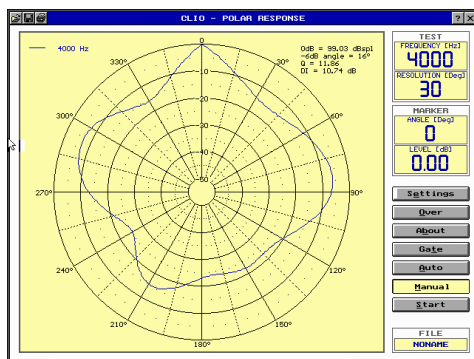 CLIO - POLAR RESPONSE
? ×
4000 Hz
0dB = 99.03 dBspl
-6dB angle = 16°
Q = 11.86
DI = 10.74 dB
0
330°
30°
-10
300°
60°
-20
-30
-40
-50
270°
90°
240°
120°
210°
150°
180°
TEST
FREQUENCY [Hz]
4000
RESOLUTION [Deg]
30
MARKER
ANGLE [Deg]
0
LEVEL [dB]
0.00
Settings
Over
About
Gate
Auto
Manual
Start
FILE
NONAME